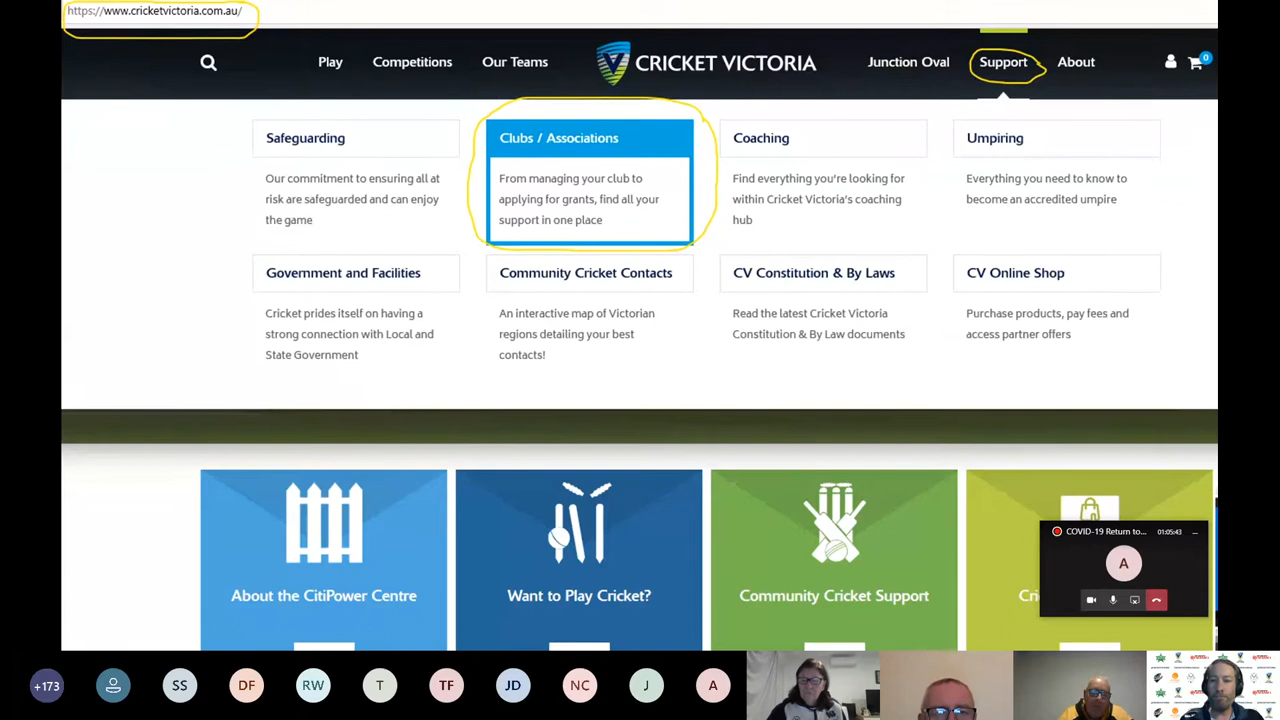 https://www.cricketvictoria.com.au/
Play
Competitions
Our Teams
CRICKET VICTORIA
Junction Oval
Support
About
0
Safeguarding
Our commitment to ensuring all at
risk are safeguarded and can enjoy
the game
Clubs / Associations
From managing your club to
applying for grants, find all your
support in one place
Coaching
Find everything you're looking for
within Cricket Victoria's coaching
hub
Umpiring
Everything you need to know to
become an accredited umpire
Government and Facilities
Cricket prides itself on having a
strong connection with Local and
State Government
Community Cricket Contacts
An interactive map of Victorian
regions detailing your best
contacts!
CV Constitution & By Laws
Read the latest Cricket Victoria
Constitution & By Law documents
CV Online Shop
Purchase products, pay fees and
access partner offers
About the CitiPower Centre
Want to Play Cricket?
Community Cricket Support
COVID-19 Return to...
01:05:43
A
+173
SS
DF
RW
T
TF
JD
NC
J
A